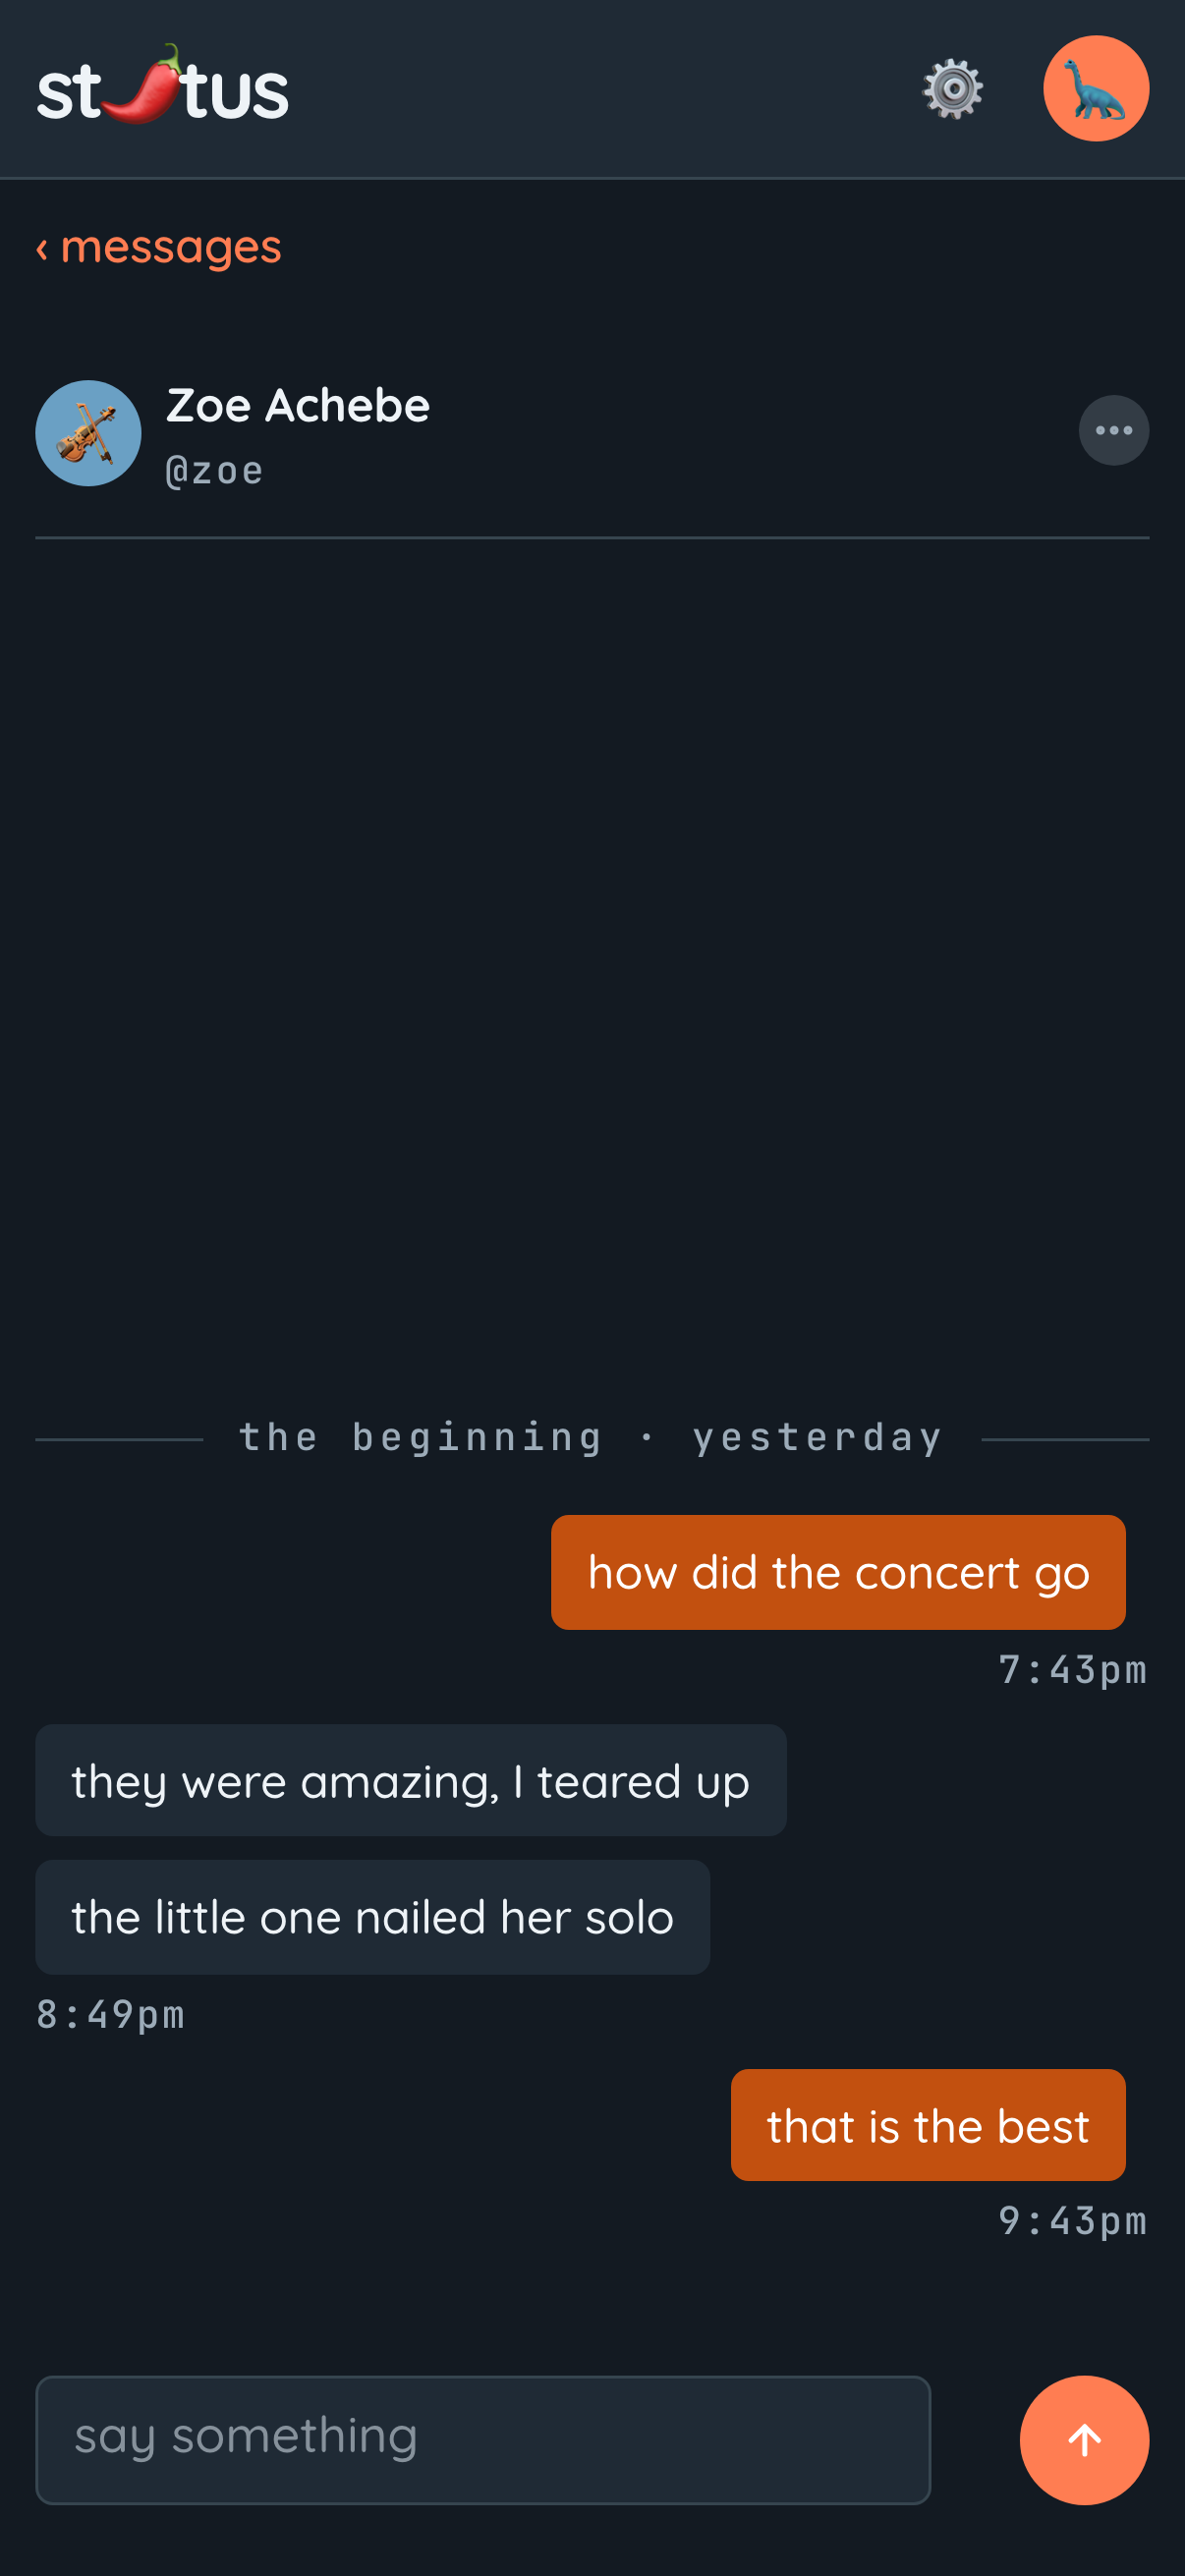 st🌶️tus
‹ messages
Zoe Achebe
@zoe
the beginning · yesterday
how did the concert go
7:43pm
they were amazing, I teared up
the little one nailed her solo
8:49pm
that is the best
9:43pm
say something